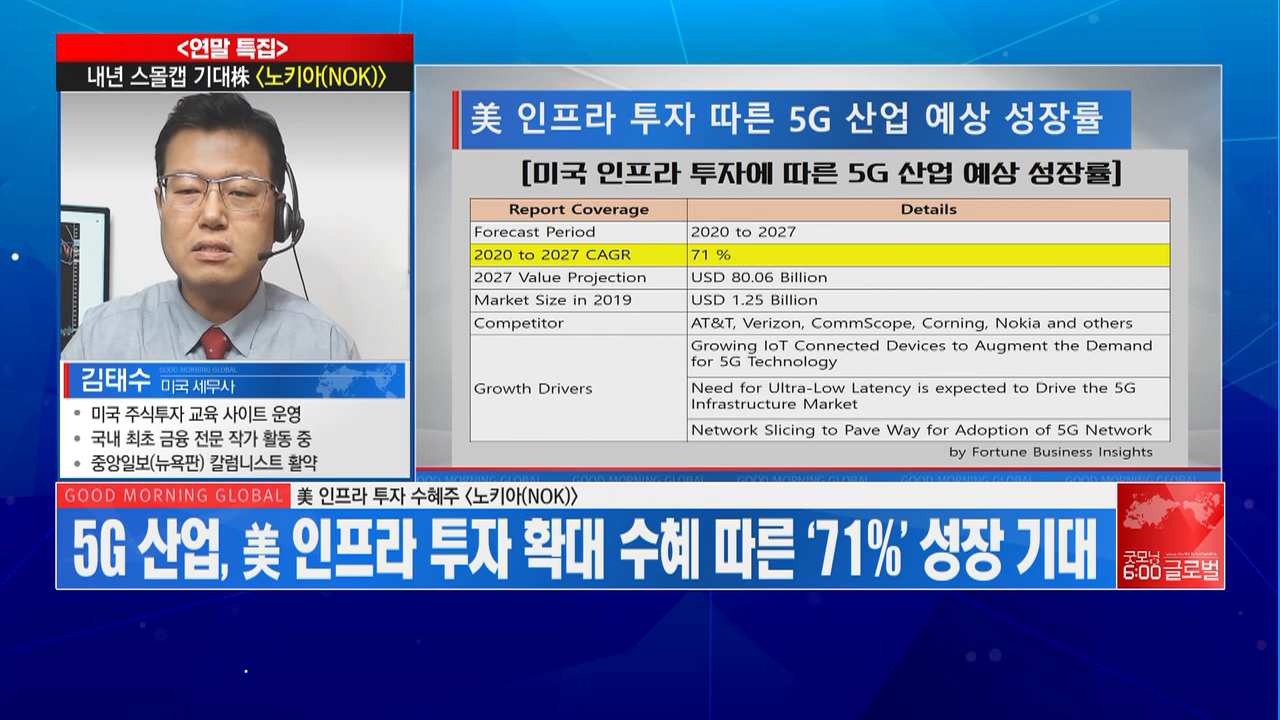 <연말 특집>
내년 스몰캡 기대株 <노키아(NOK)>
美 인프라 투자 따른 5G 산업 예상 성장률
[미국 인프라 투자에 따른 5G 산업 예상 성장률]
Report Coverage Details
Forecast Period 2020 to 2027
2020 to 2027 CAGR 71 %
2027 Value Projection USD 80.06 Billion
Market Size in 2019 USD 1.25 Billion
Competitor AT&T, Verizon, CommScope, Corning, Nokia and others
Growth Drivers
Growing IoT Connected Devices to Augment the Demand
for 5G Technology
Need for Ultra-Low Latency is expected to Drive the 5G
Infrastructure Market
Network Slicing to Pave Way for Adoption of 5G Network
by Fortune Business Insights
김태수 GOOD MORNING GLOBAL
미국 세무사
• 미국 주식투자 교육 사이트 운영
• 국내 최초 금융 전문 작가 활동 중
• 중앙일보(뉴욕판) 칼럼니스트 활약
GOOD MORNING GLOBAL 美 인프라 투자 수혜주 <노키아(NOK)>
5G 산업, 美 인프라 투자 확대 수혜 따른 '71%' 성장 기대
굿모닝
6:00 글로벌